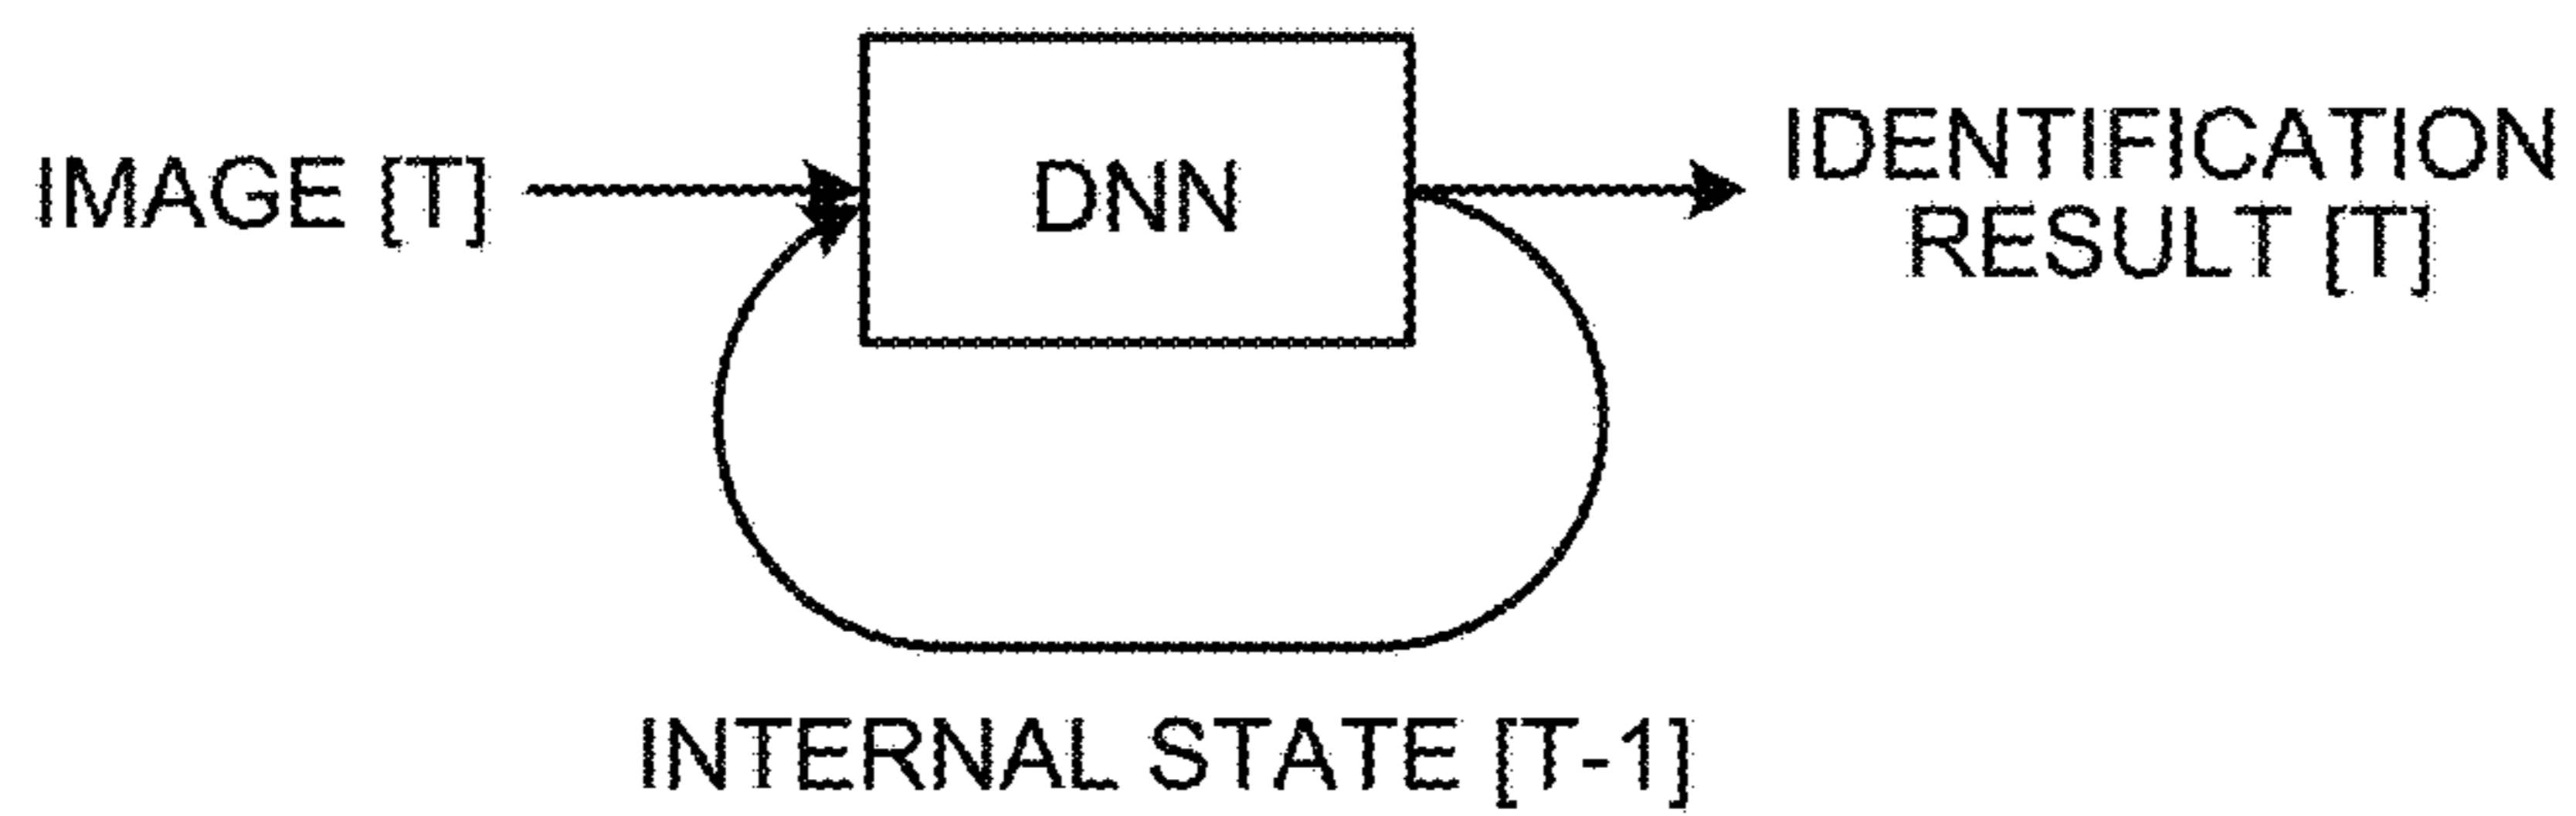 IMAGE [T]
DNN
IDENTIFICATION
RESULT [T]
INTERNAL STATE [T-1]